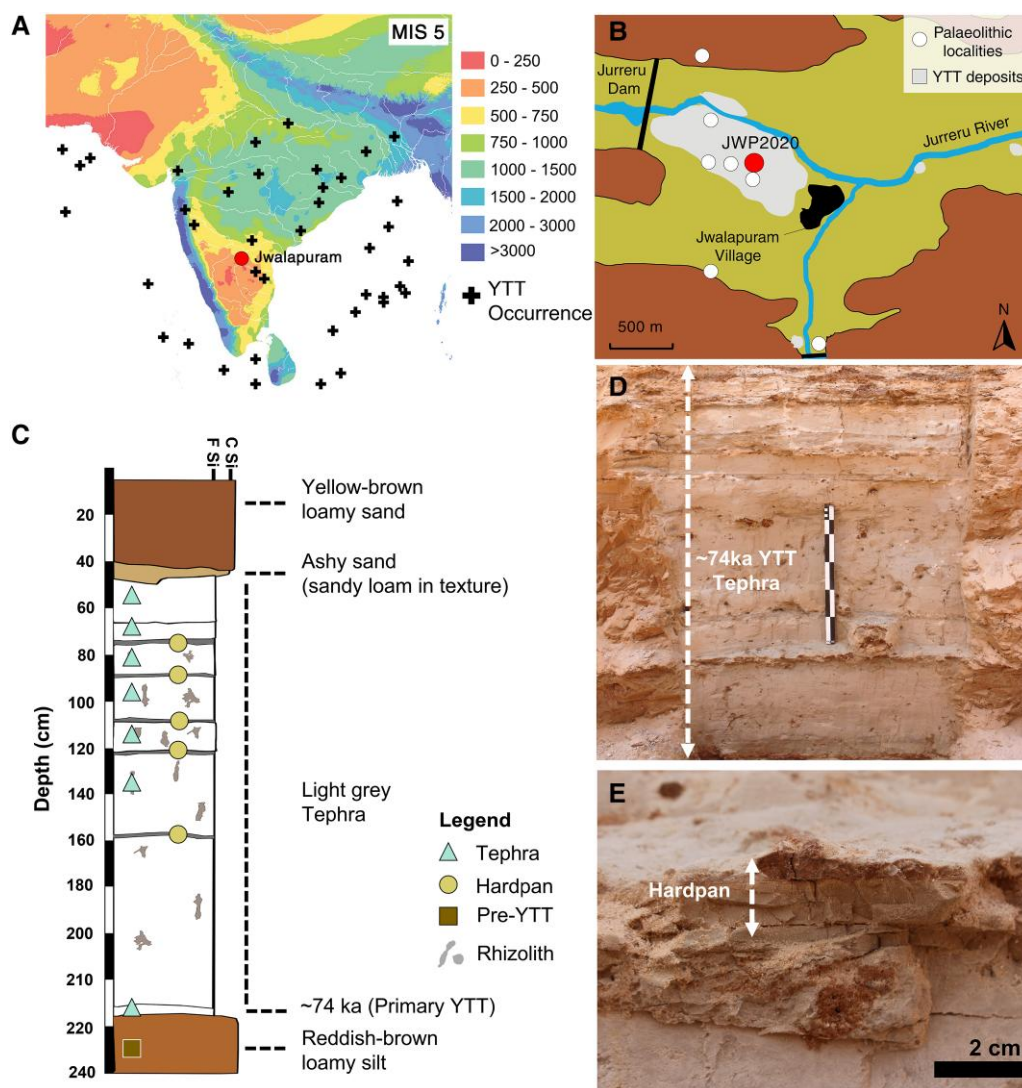 A
MIS 5
0 - 250
250 - 500
500 - 750
750 - 1000
1000 - 1500
1500 - 2000
2000 - 3000
>3000
Jwalapuram
YTT
Occurrence
B
Palaeolithic
localities
YTT deposits
Jurreru
Dam
JWP2020
Jurreru River
Jwalapuram
Village
500 m
N
C
F Si
C Si
Depth (cm)
20
40
60
80
100
120
140
160
180
200
210
220
240
Yellow-brown
loamy sand
Ashy sand
(sandy loam in texture)
Light grey
Tephra
Legend
Tephra
Hardpan
Pre-YTT
Rhizolith
~74 ka (Primary YTT)
Reddish-brown
loamy silt
D
~74ka YTT
Tephra
E
Hardpan
2 cm